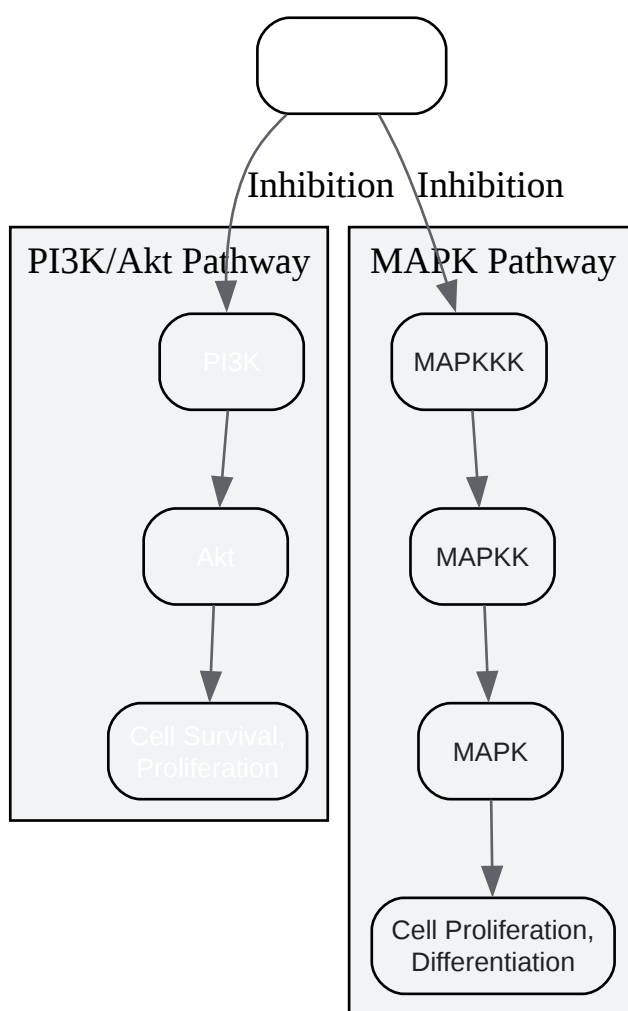 Inhibition
Inhibition
PI3K/Akt Pathway
MAPK Pathway
PI3K
MAPKKK
Akt
MAPKK
Cell Survival,
Proliferation
MAPK
Cell Proliferation,
Differentiation